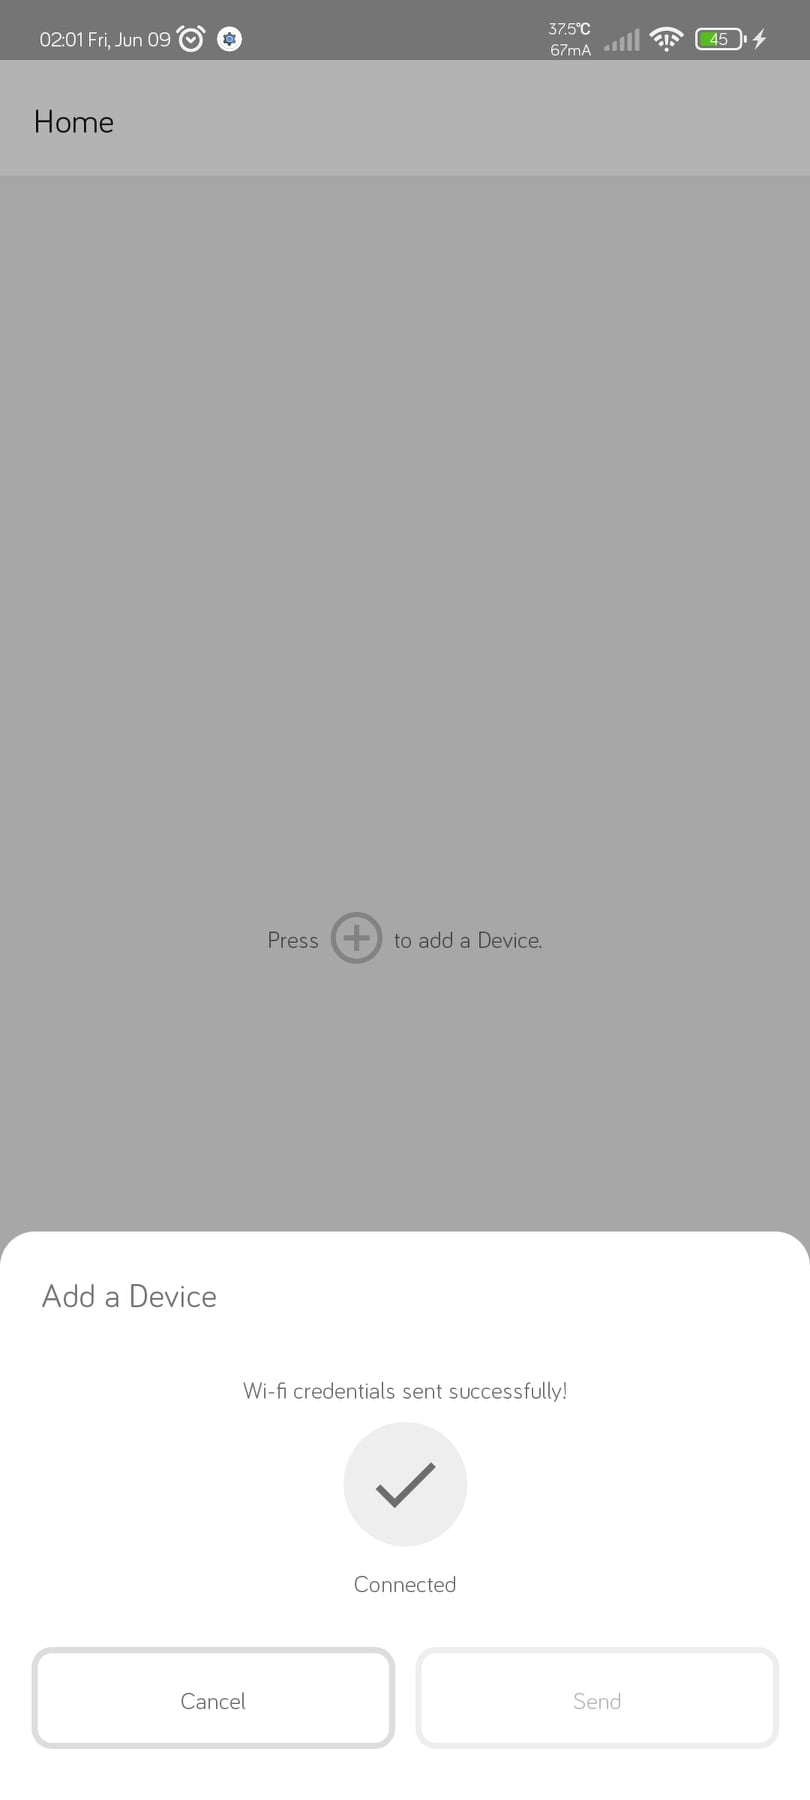 02:01 Fri, Jun 09
37.5℃
67mA
45
Home
Press to add a Device.
Add a Device
Wi-fi credentials sent successfully!
Connected
Cancel
Send